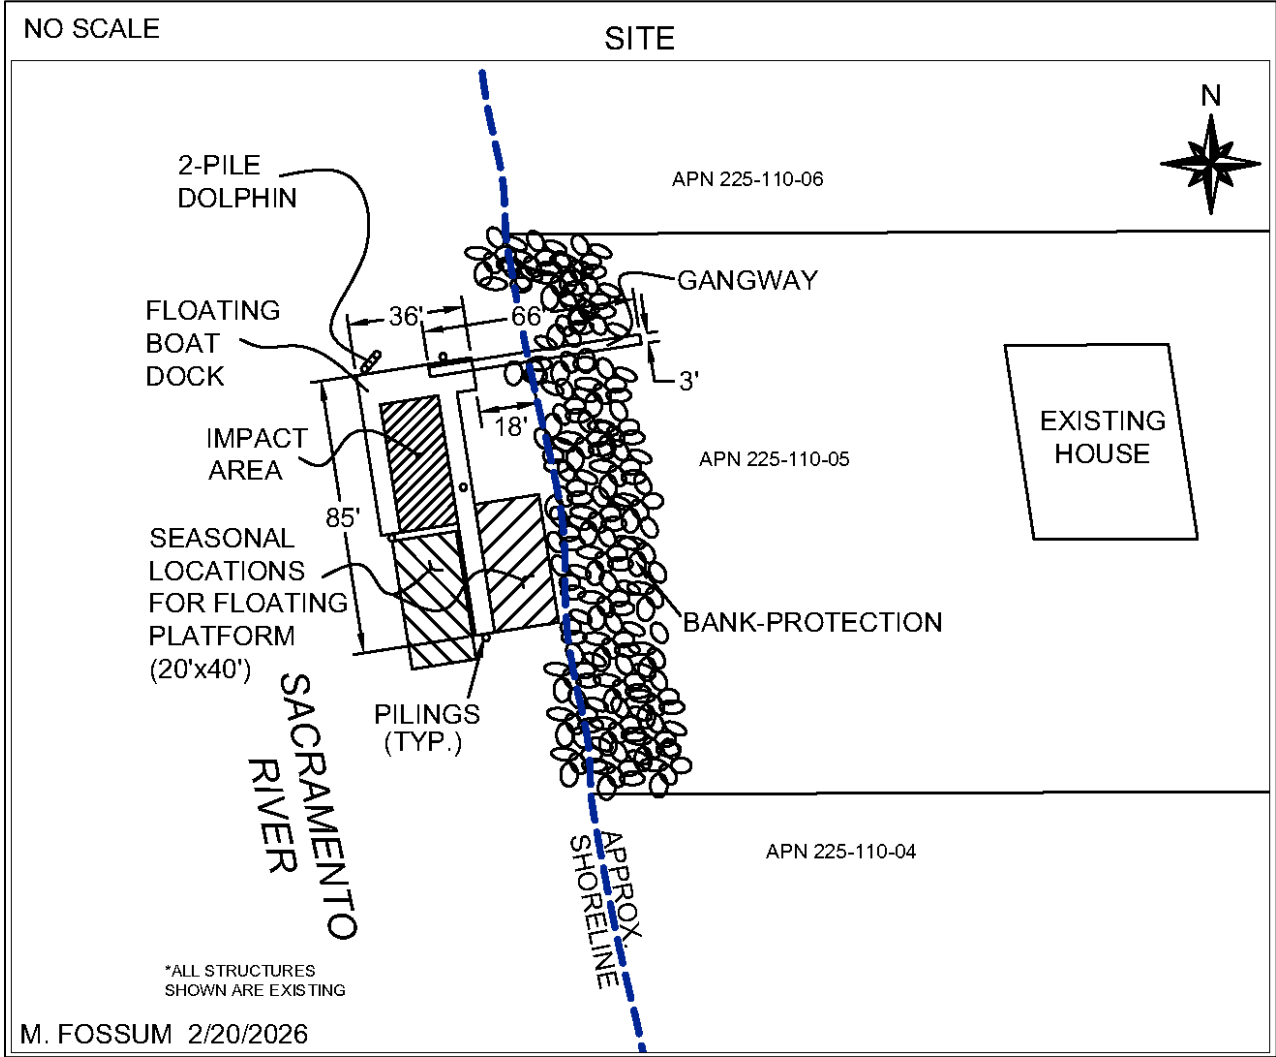 NO SCALE
SITE
N
APN 225-110-06
2-PILE
DOLPHIN
GANGWAY
FLOATING
BOAT
DOCK
36'
66'
3'
18'
IMPACT
AREA
EXISTING
HOUSE
APN 225-110-05
85'
SEASONAL
LOCATIONS
FOR FLOATING
PLATFORM
(20'x40')
BANK-PROTECTION
PILINGS
(TYP.)
SACRAMENTO
RIVER
APPROX.
SHORELINE
APN 225-110-04
*ALL STRUCTURES
SHOWN ARE EXISTING
M. FOSSUM 2/20/2026